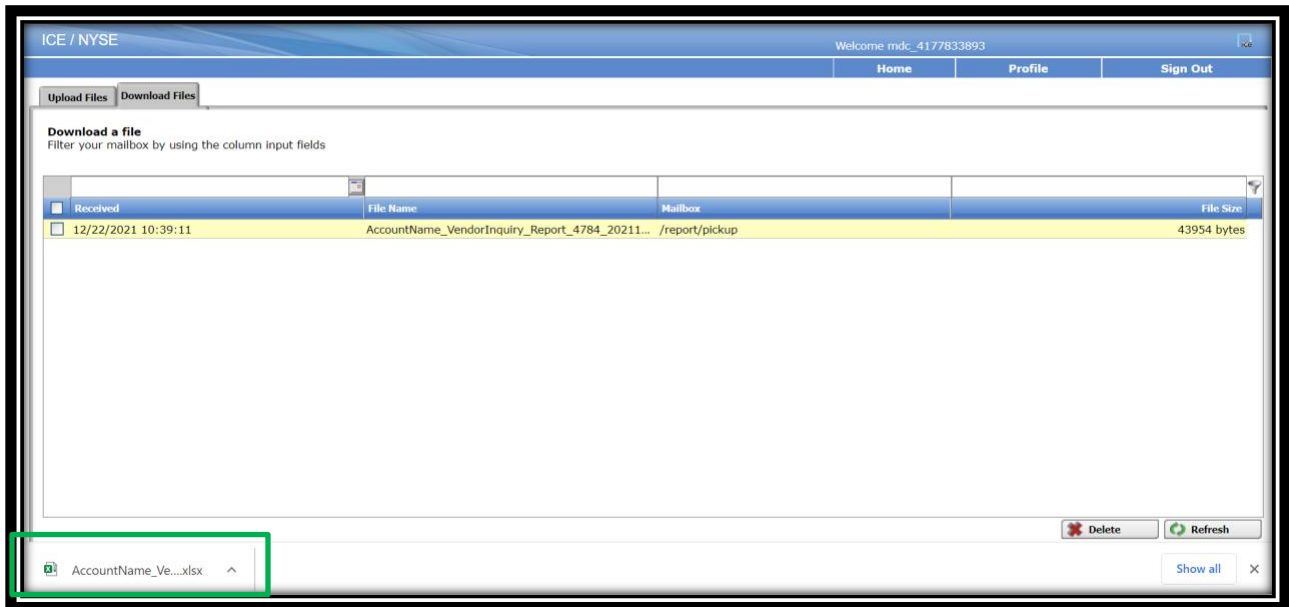 ICE / NYSE
Welcome mdc_4177833893
ice
Home Profile Sign Out
Upload Files Download Files
Download a file
Filter your mailbox by using the column input fields
Received File Name Mailbox File Size
12/22/2021 10:39:11 AccountName_VendorInquiry_Report_4784_20211... /report/pickup 43954 bytes
Delete Refresh
AccountName_Ve....xlsx Show all